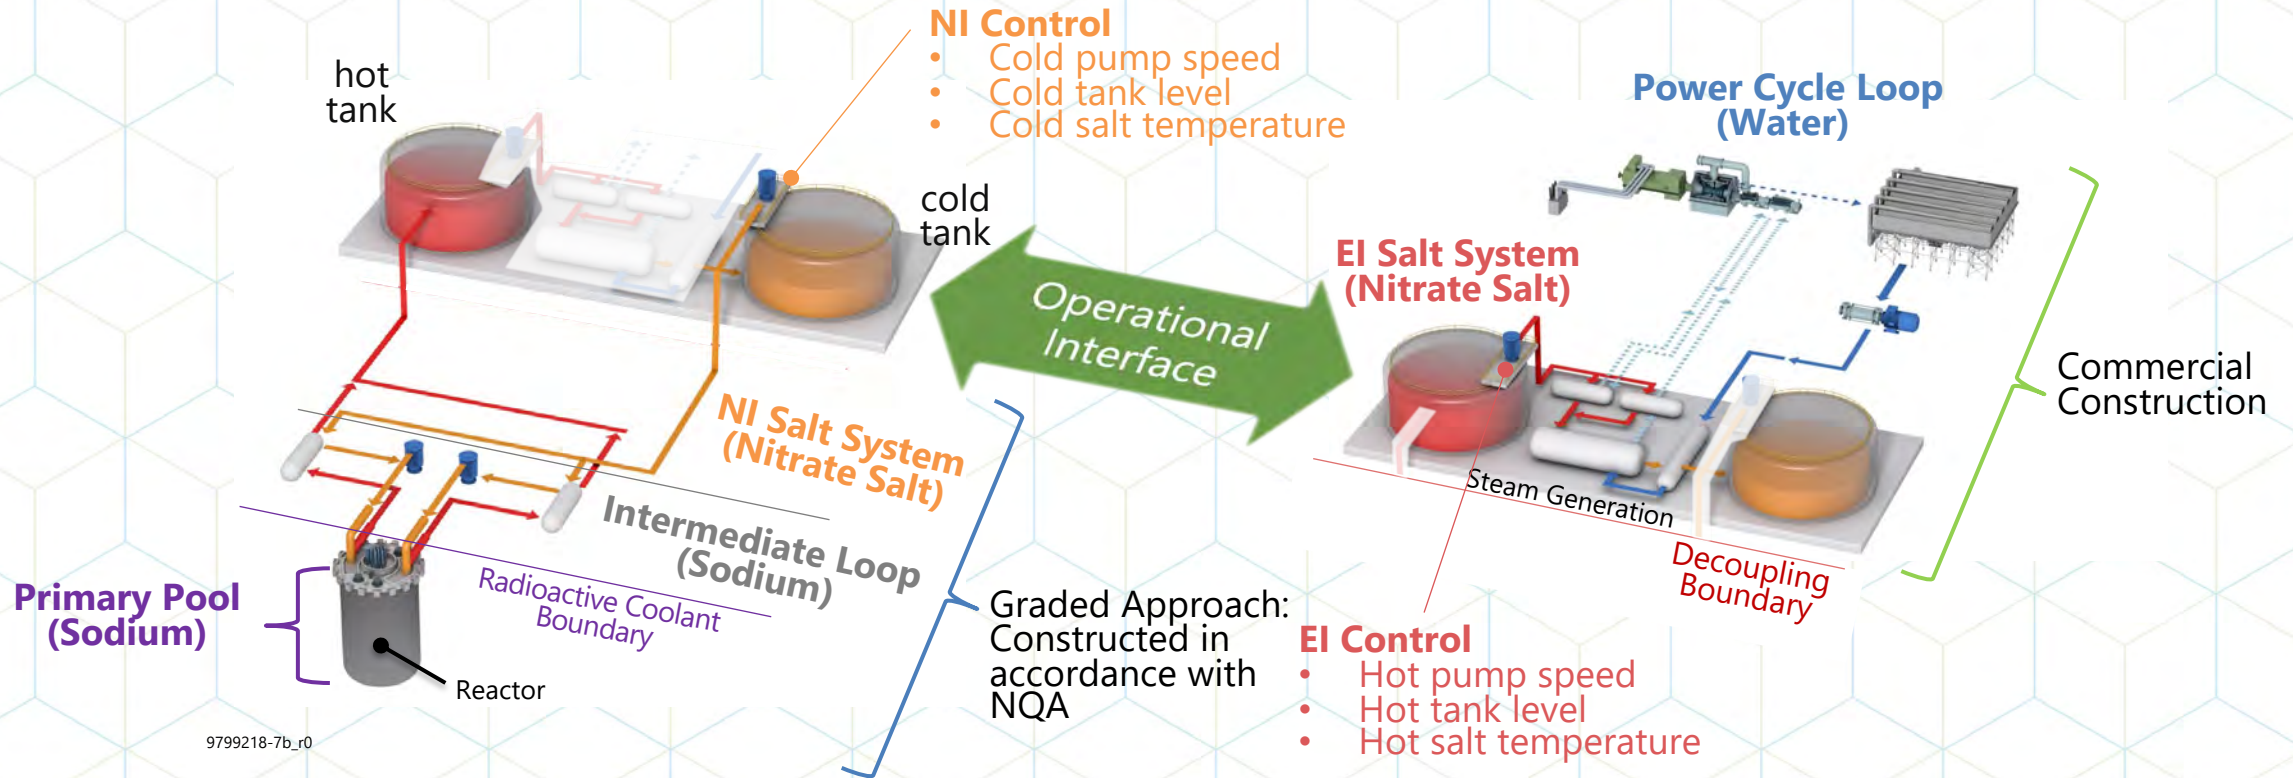 NI Control
• Cold pump speed
• Cold tank level
• Cold salt temperature
hot
tank
cold
tank
Power Cycle Loop
(Water)
EI Salt System
(Nitrate Salt)
Operational
Interface
Commercial
Construction
NI Salt System
(Nitrate Salt)
Intermediate Loop
(Sodium)
Steam Generation
Decoupling
Boundary
Radioactive Coolant
Boundary
Primary Pool
(Sodium)
Reactor
Graded Approach:
Constructed in
accordance with
NQA
EI Control
• Hot pump speed
• Hot tank level
• Hot salt temperature
9799218-7b_r0